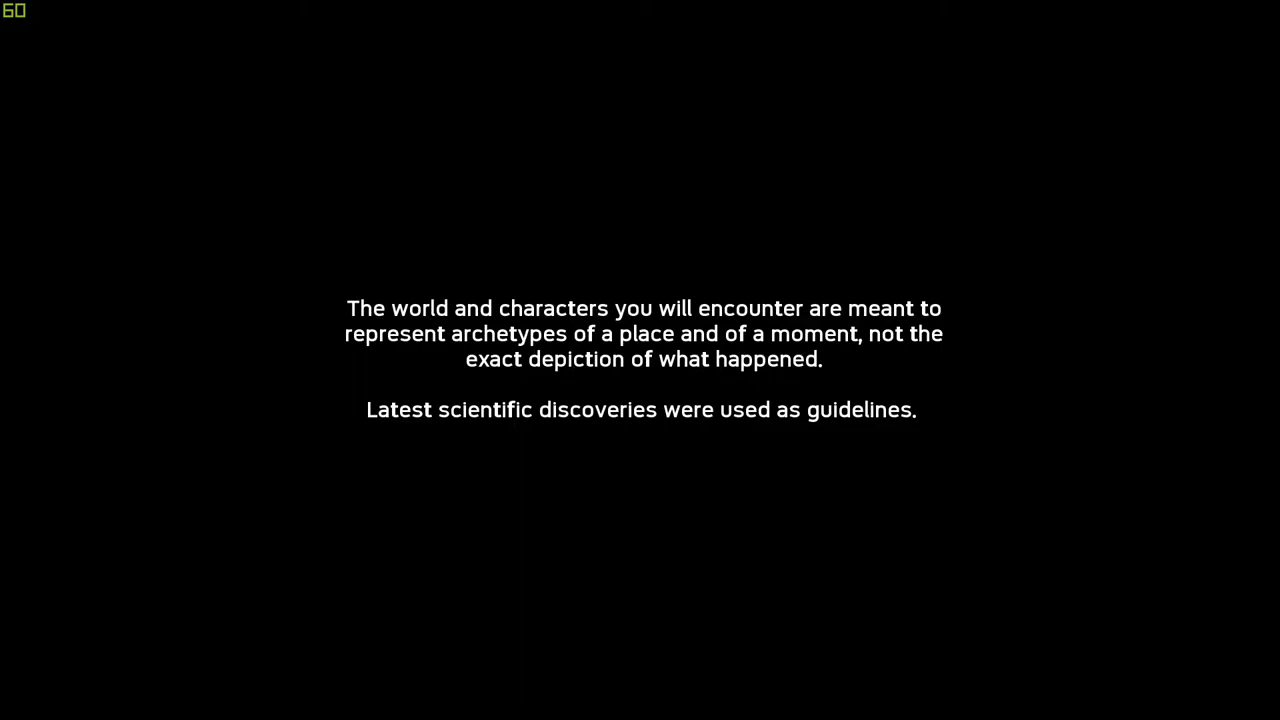 60
The world and characters you will encounter are meant to
represent archetypes of a place and of a moment, not the
exact depiction of what happened.
Latest scientific discoveries were used as guidelines.